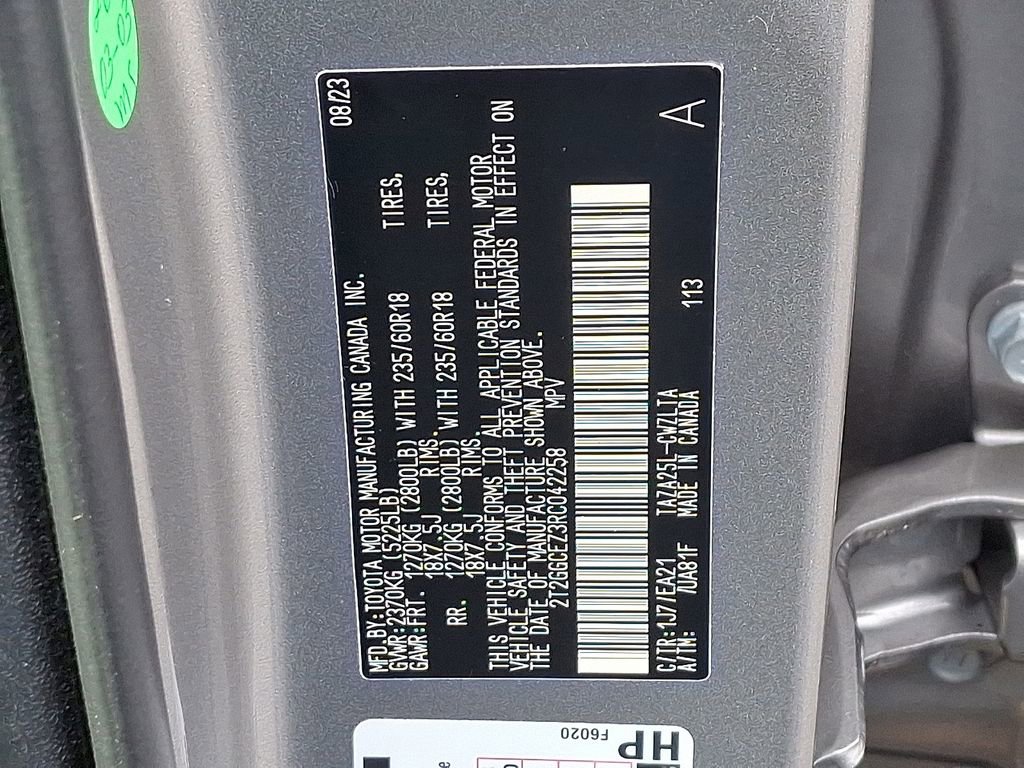 MFD.BY:TOYOTA MOTOR MANUFACTURING CANADA INC. 08/23
GVWR:2370KG (5225LB)
GAWR:FRT. 1270KG (2800LB) WITH 235/60R18 TIRES,
18X7.5J RIMS.
RR. 1270KG (2800LB) WITH 235/60R18 TIRES,
18X7.5J RIMS.
THIS VEHICLE CONFORMS TO ALL APPLICABLE FEDERAL MOTOR
VEHICLE SAFETY AND THEFT PREVENTION STANDARDS IN EFFECT ON
THE DATE OF MANUFACTURE SHOWN ABOVE.
2T2GGCEZ3RC042258 MPV
C/TR:1J7/EA21 TAZA25L-CWZLTA 113 A
A/TM: /UA81F MADE IN CANADA
F6020
HP